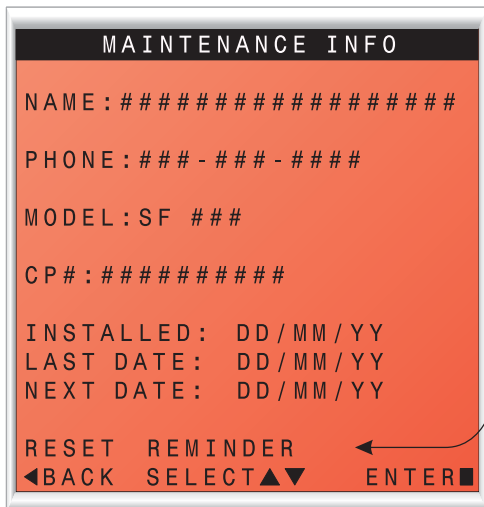 MAINTENANCE INFO
NAME:##################
PHONE:###-###-####
MODEL:SF ###
CP#:##########
INSTALLED: DD/MM/YY
LAST DATE: DD/MM/YY
NEXT DATE: DD/MM/YY
RESET REMINDER
◀BACK SELECT▲▼ ENTER■